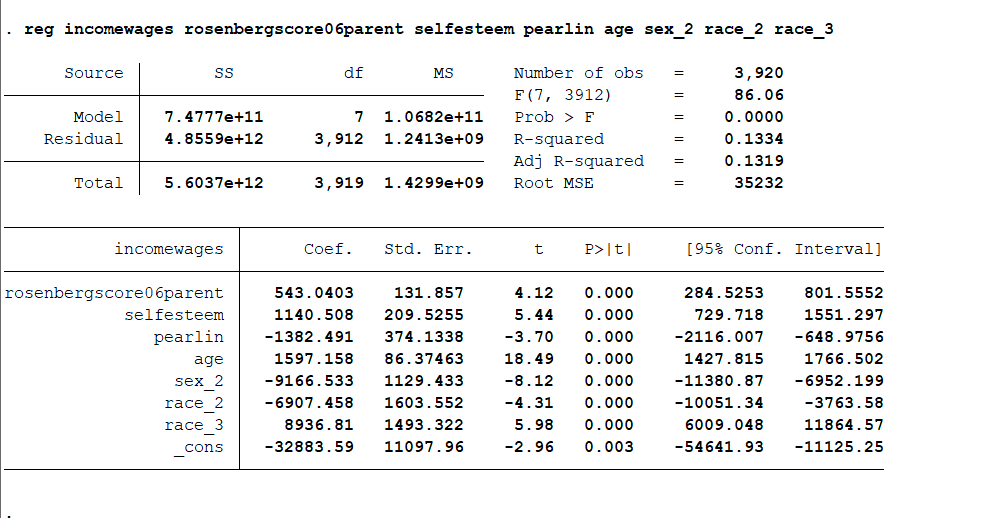 . reg incomewages rosenbergscore06parent selfesteem pearlin age sex_2 race_2 race_3
Source SS df MS Number of obs = 3,920
F(7, 3912) = 86.06
Model 7.4777e+11 7 1.0682e+11 Prob > F = 0.0000
Residual 4.8559e+12 3,912 1.2413e+09 R-squared = 0.1334
Adj R-squared = 0.1319
Total 5.6037e+12 3,919 1.4299e+09 Root MSE = 35232
incomewages Coef. Std. Err. t P>|t| [95% Conf. Interval]
rosenbergscore06parent 543.0403 131.857 4.12 0.000 284.5253 801.5552
selfesteem 1140.508 209.5255 5.44 0.000 729.718 1551.297
pearlin -1382.491 374.1338 -3.70 0.000 -2116.007 -648.9756
age 1597.158 86.37463 18.49 0.000 1427.815 1766.502
sex_2 -9166.533 1129.433 -8.12 0.000 -11380.87 -6952.199
race_2 -6907.458 1603.552 -4.31 0.000 -10051.34 -3763.58
race_3 8936.81 1493.322 5.98 0.000 6009.048 11864.57
_cons -32883.59 11097.96 -2.96 0.003 -54641.93 -11125.25
.